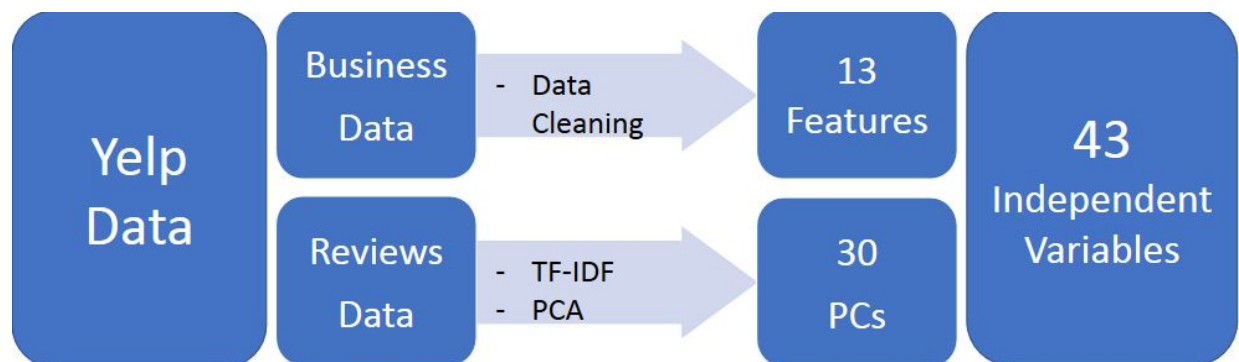 Yelp
Data
Business
Data
- Data
Cleaning
13
Features
Reviews
Data
- TF-IDF
- PCA
30
PCs
43
Independent
Variables